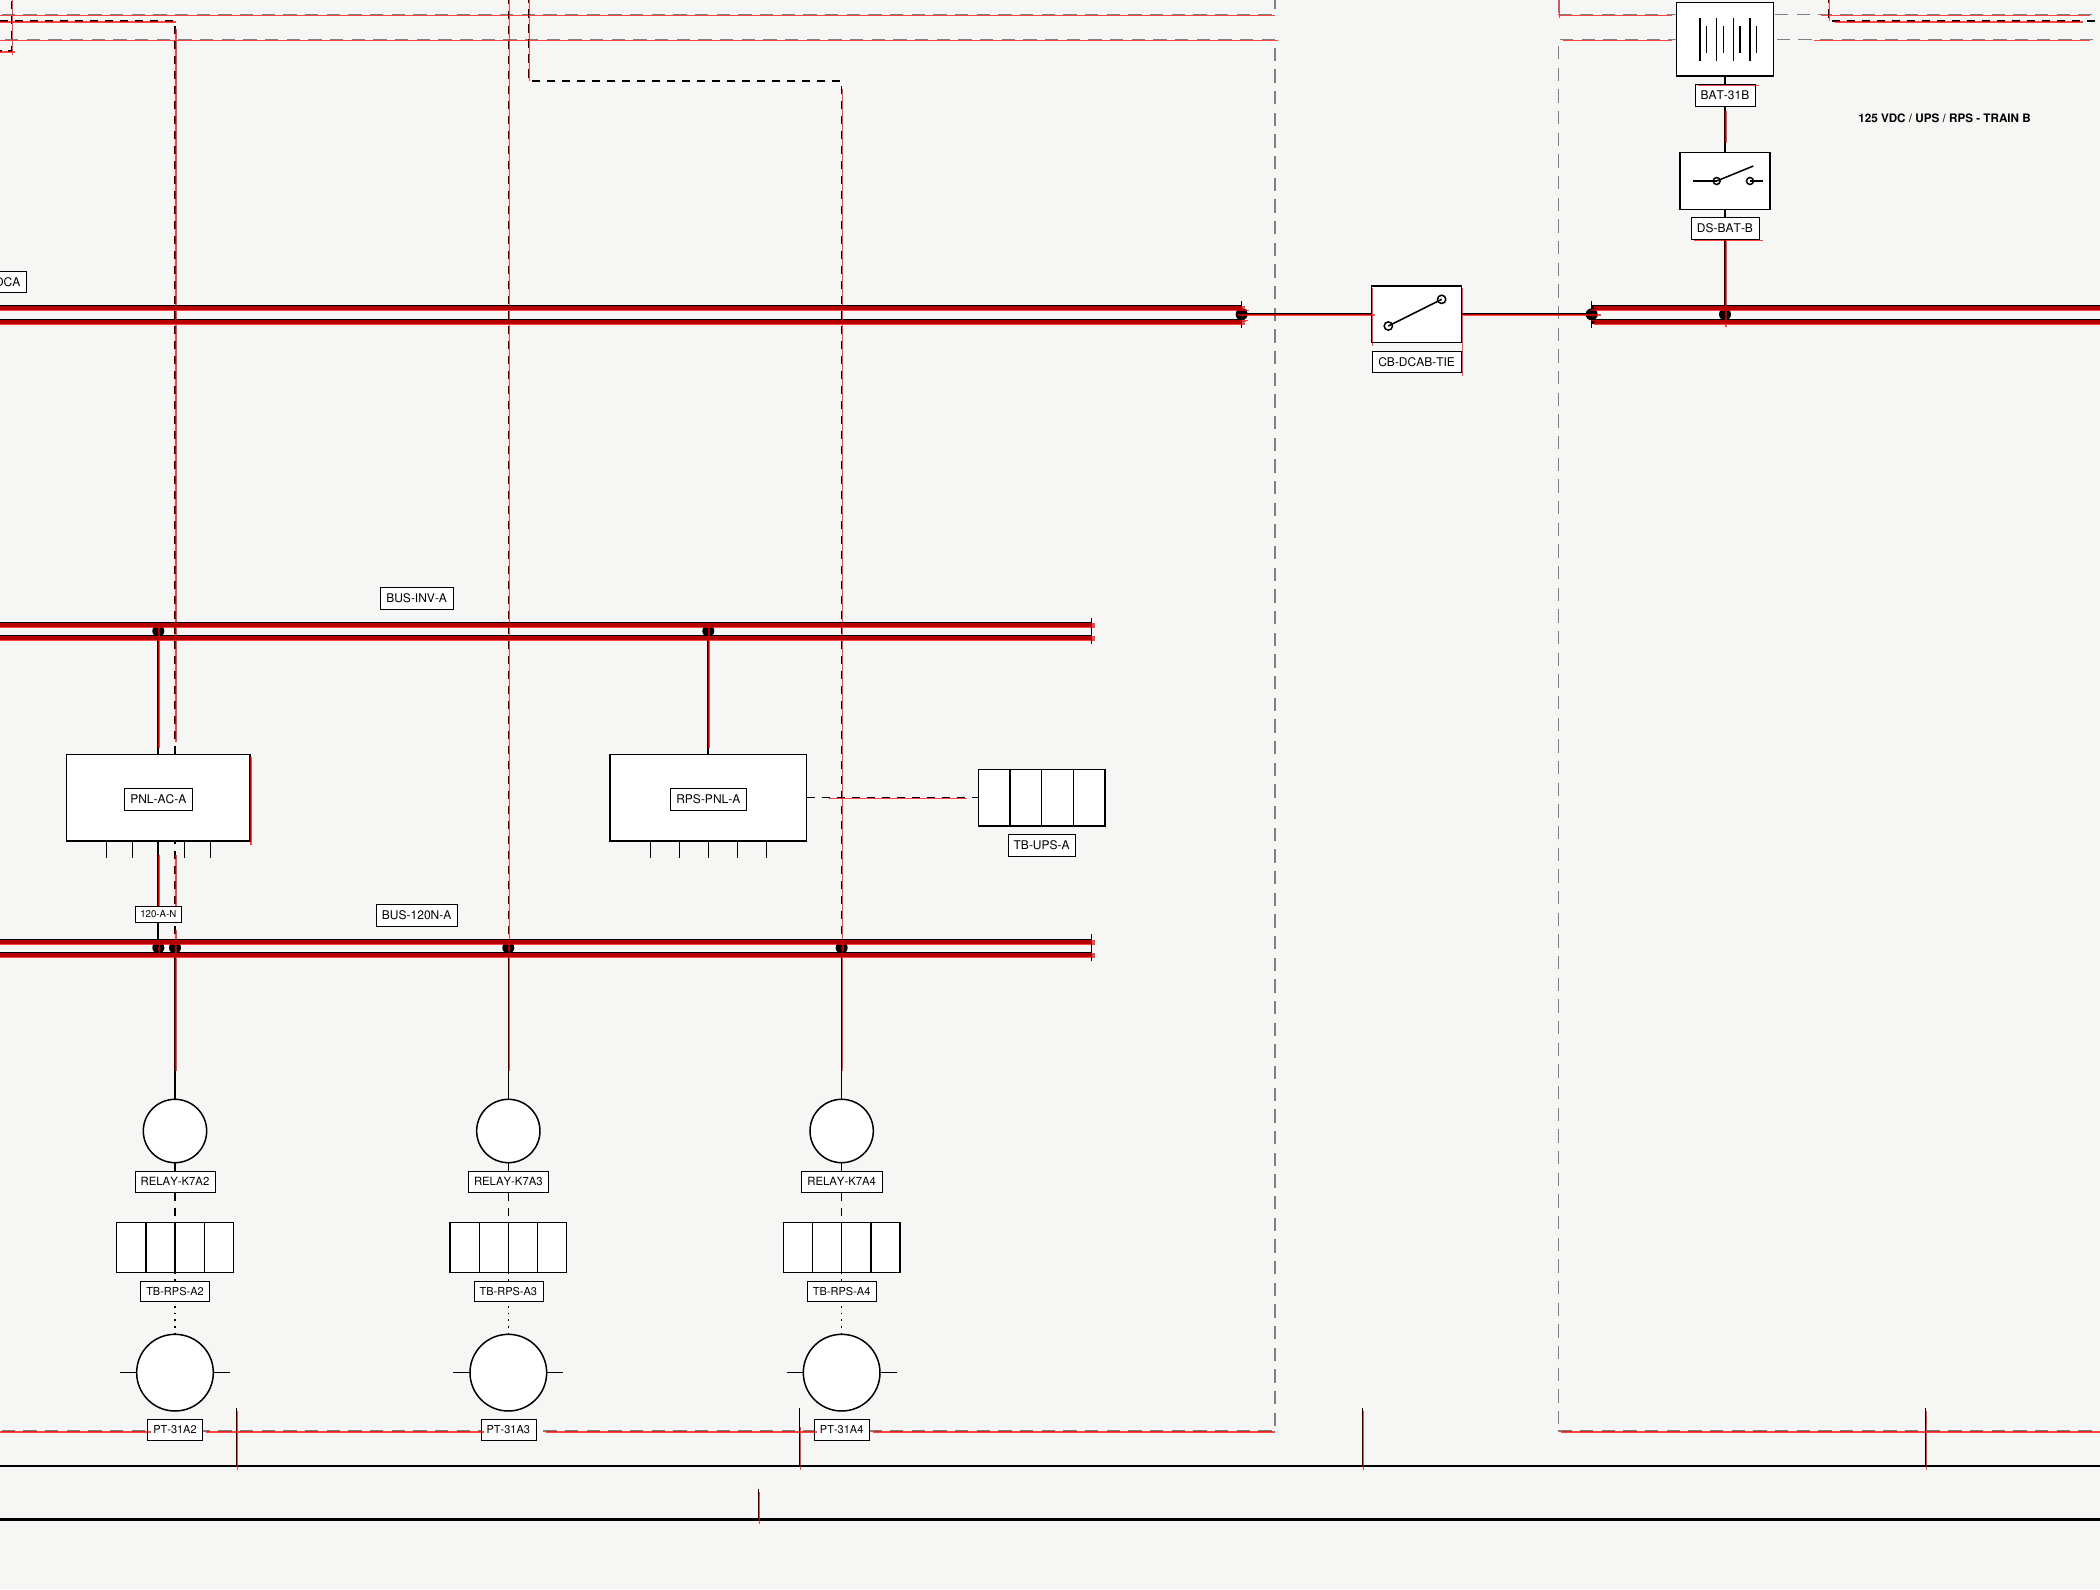 BAT-31B
125 VDC / UPS / RPS - TRAIN B
DS-BAT-B
CB-DCAB-TIE
BUS-INV-A
PNL-AC-A
RPS-PNL-A
TB-UPS-A
120-A-N
BUS-120N-A
RELAY-K7A2
RELAY-K7A3
RELAY-K7A4
TB-RPS-A2
TB-RPS-A3
TB-RPS-A4
PT-31A2
PT-31A3
PT-31A4